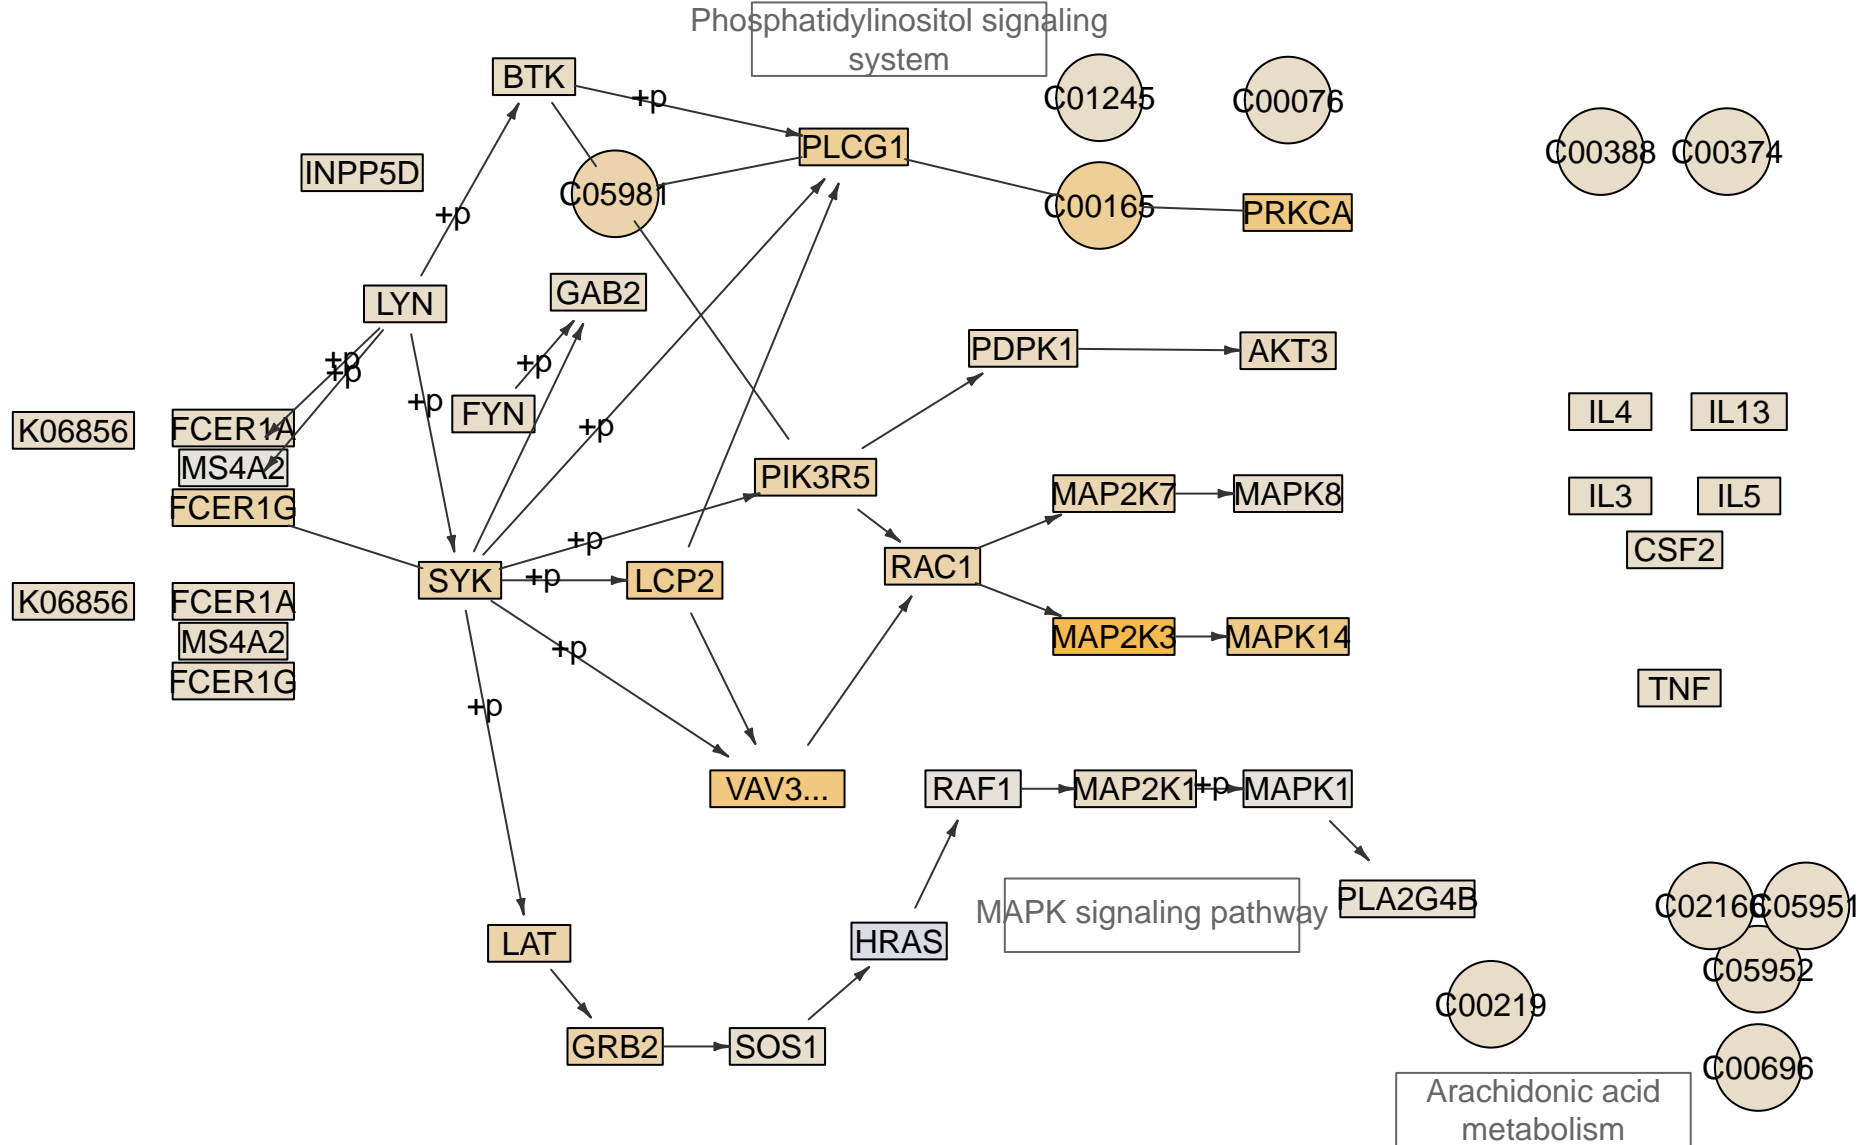 Phosphatidylinositol signaling
system
BTK
+p
C01245
C00076
PLCG1
C00388
C00374
INPP5D
C05981
C00165
PRKCA
+p
LYN
GAB2
+p
+p
+p
+p
FYN
+p
PDPK1
AKT3
K06856
FCER1A
MS4A2
FCER1G
IL4
IL13
PIK3R5
MAP2K7
MAPK8
IL3
IL5
+p
CSF2
SYK
+p
LCP2
RAC1
K06856
FCER1A
MS4A2
FCER1G
+p
MAP2K3
MAPK14
TNF
+p
VAV3...
RAF1
MAP2K1
+p
MAPK1
PLA2G4B
MAPK signaling pathway
C02166
C05951
LAT
HRAS
C05952
C00219
GRB2
SOS1
C00696
Arachidonic acid
metabolism